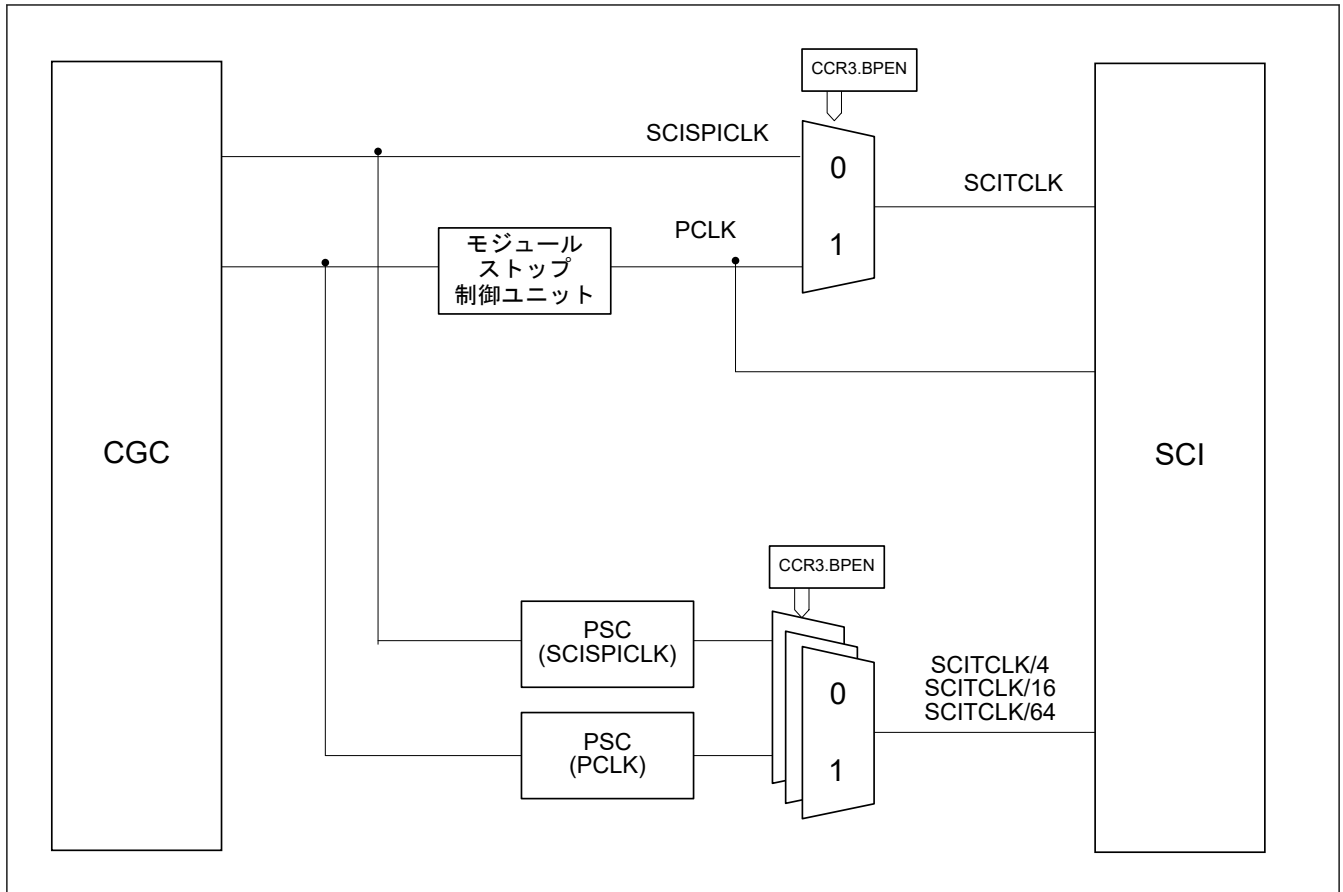 CCR3.BPEN
SCISPICLK
0
SCITCLK
PCLK
1
モジュール
ストップ
制御ユニット
CGC
SCI
CCR3.BPEN
PSC
(SCISPICLK)
SCITCLK/4
SCITCLK/16
SCITCLK/64
0
PSC
(PCLK)
1